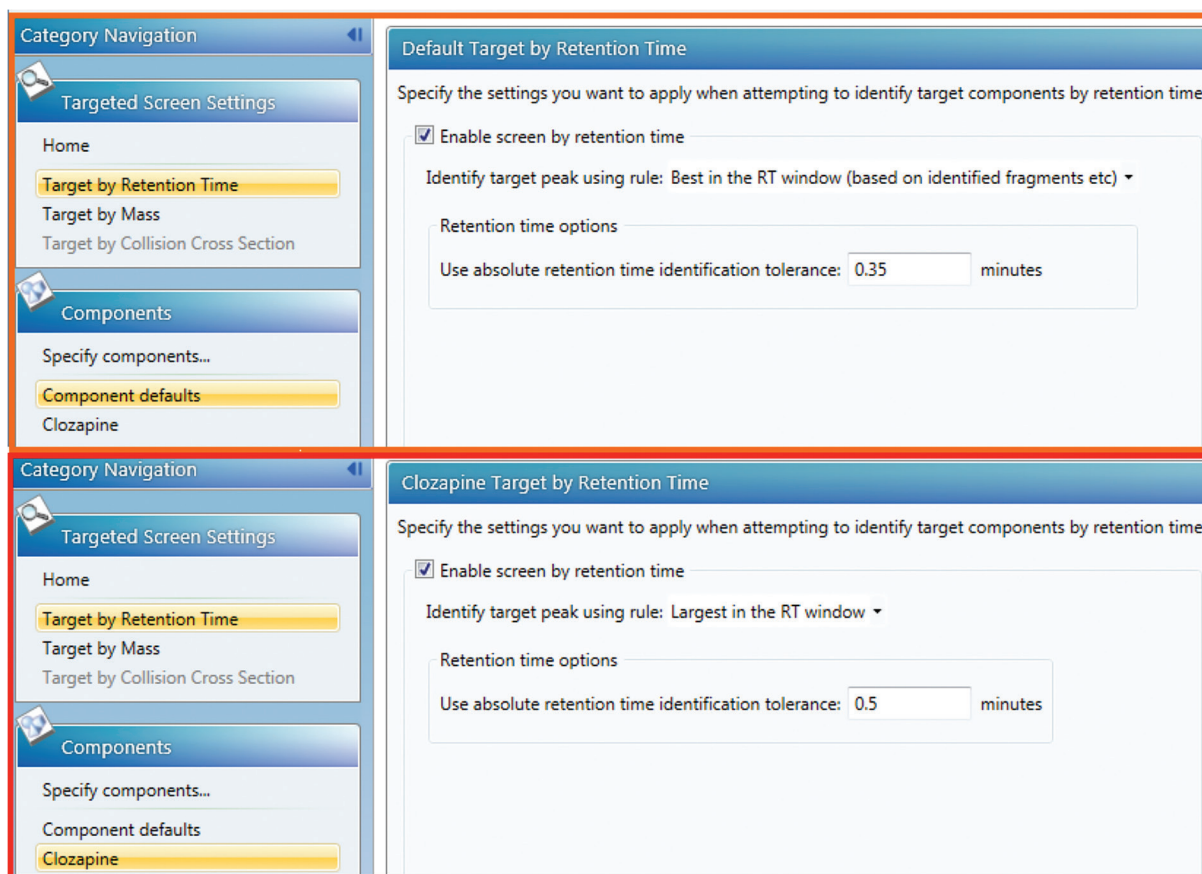 Category Navigation
Targeted Screen Settings
Home
Target by Retention Time
Target by Mass
Target by Collision Cross Section
Components
Specify components...
Component defaults
Clozapine
Default Target by Retention Time
Specify the settings you want to apply when attempting to identify target components by retention time
Enable screen by retention time
Identify target peak using rule: Best in the RT window (based on identified fragments etc)
Retention time options
Use absolute retention time identification tolerance: 0.35 minutes
Category Navigation
Targeted Screen Settings
Home
Target by Retention Time
Target by Mass
Target by Collision Cross Section
Components
Specify components...
Component defaults
Clozapine
Clozapine Target by Retention Time
Specify the settings you want to apply when attempting to identify target components by retention time
Enable screen by retention time
Identify target peak using rule: Largest in the RT window
Retention time options
Use absolute retention time identification tolerance: 0.5 minutes